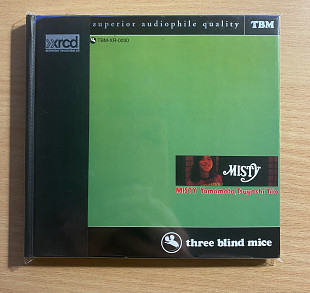 superior audiophile quality TBM
xrcd
TBM-XR-0030
MISTY
MISTY Yamamoto, Tsuyoshi Trio
three blind mice